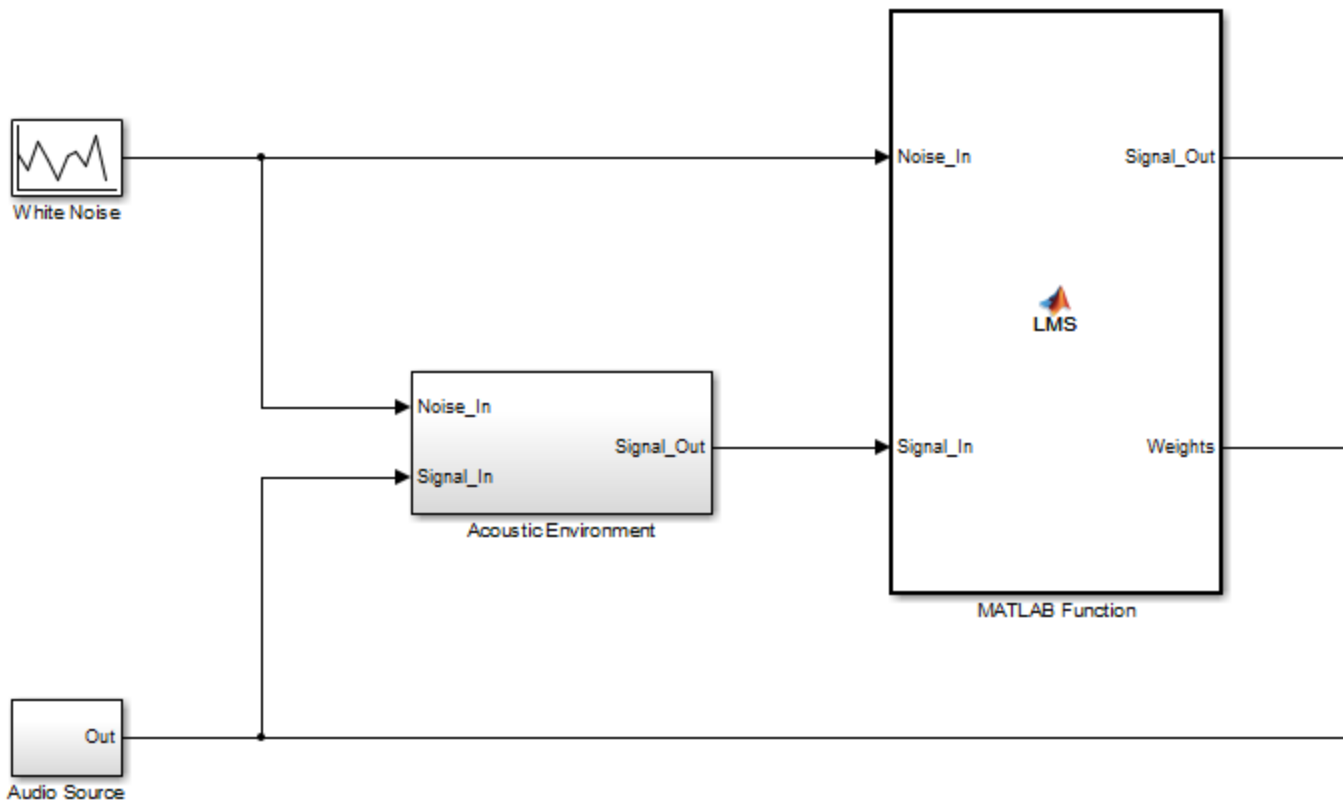 Noise_In
Signal_Out
White Noise
LMS
Noise_In
Signal_Out
Signal_In
Acoustic Environment
Signal_In
Weights
MATLAB Function
Out
Audio Source